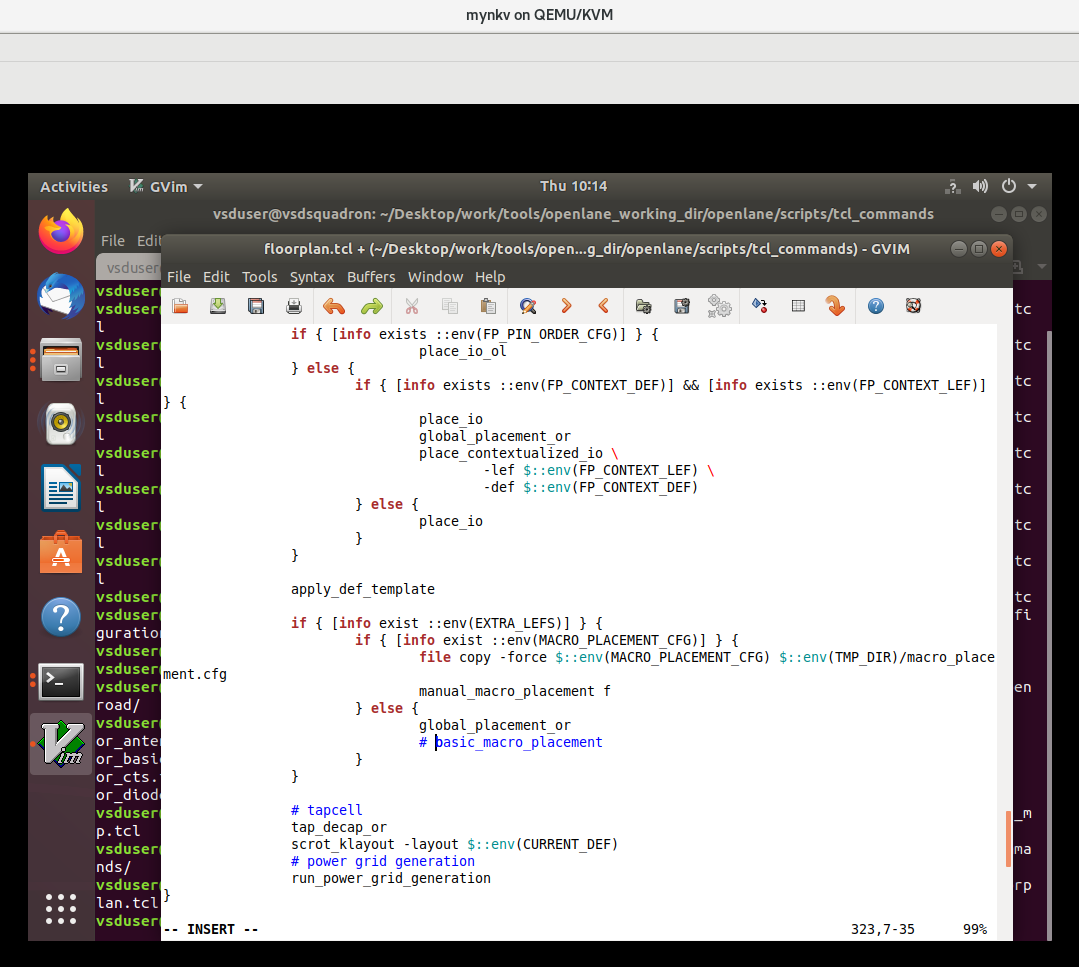 mynkv on QEMU/KVM
Activities GVim Thu 10:14
vsduser@vsdsquadron: ~/Desktop/work/tools/openlane_working_dir/openlane/scripts/tcl_commands
File Edit
floorplan.tcl + (~/Desktop/work/tools/open...g_dir/openlane/scripts/tcl_commands) - GVIM
vsduser
File Edit Tools Syntax Buffers Window Help
if { [info exists ::env(FP_PIN_ORDER_CFG)] } {
place_io_ol
} else {
if { [info exists ::env(FP_CONTEXT_DEF)] && [info exists ::env(FP_CONTEXT_LEF)]
} {
place_io
global_placement_or
place_contextualized_io \
-lef $::env(FP_CONTEXT_LEF) \
-def $::env(FP_CONTEXT_DEF)
} else {
place_io
}
}
apply_def_template
if { [info exist ::env(EXTRA_LEFS)] } {
if { [info exist ::env(MACRO_PLACEMENT_CFG)] } {
file copy -force $::env(MACRO_PLACEMENT_CFG) $::env(TMP_DIR)/macro_place
ment.cfg
manual_macro_placement f
} else {
global_placement_or
# basic_macro_placement
}
}
# tapcell
tap_decap_or
scrot_klayout -layout $::env(CURRENT_DEF)
# power grid generation
run_power_grid_generation
}
-- INSERT -- 323,7-35 99%
vsduser
vsduser tc
l
vsduser tc
l
vsduser tc
l
vsduser tc
l
vsduser tc
l
vsduser tc
l
vsduser tc
l
vsduser tc
l
vsduser tc
vsduser fi
guration
vsduser
vsduser
vsduser en
road/
vsduser
or_anten
or_basic
or_cts.
or_diod
vsduser _m
p.tcl
vsduser ma
nds/
vsduser rp
lan.tcl
vsduser